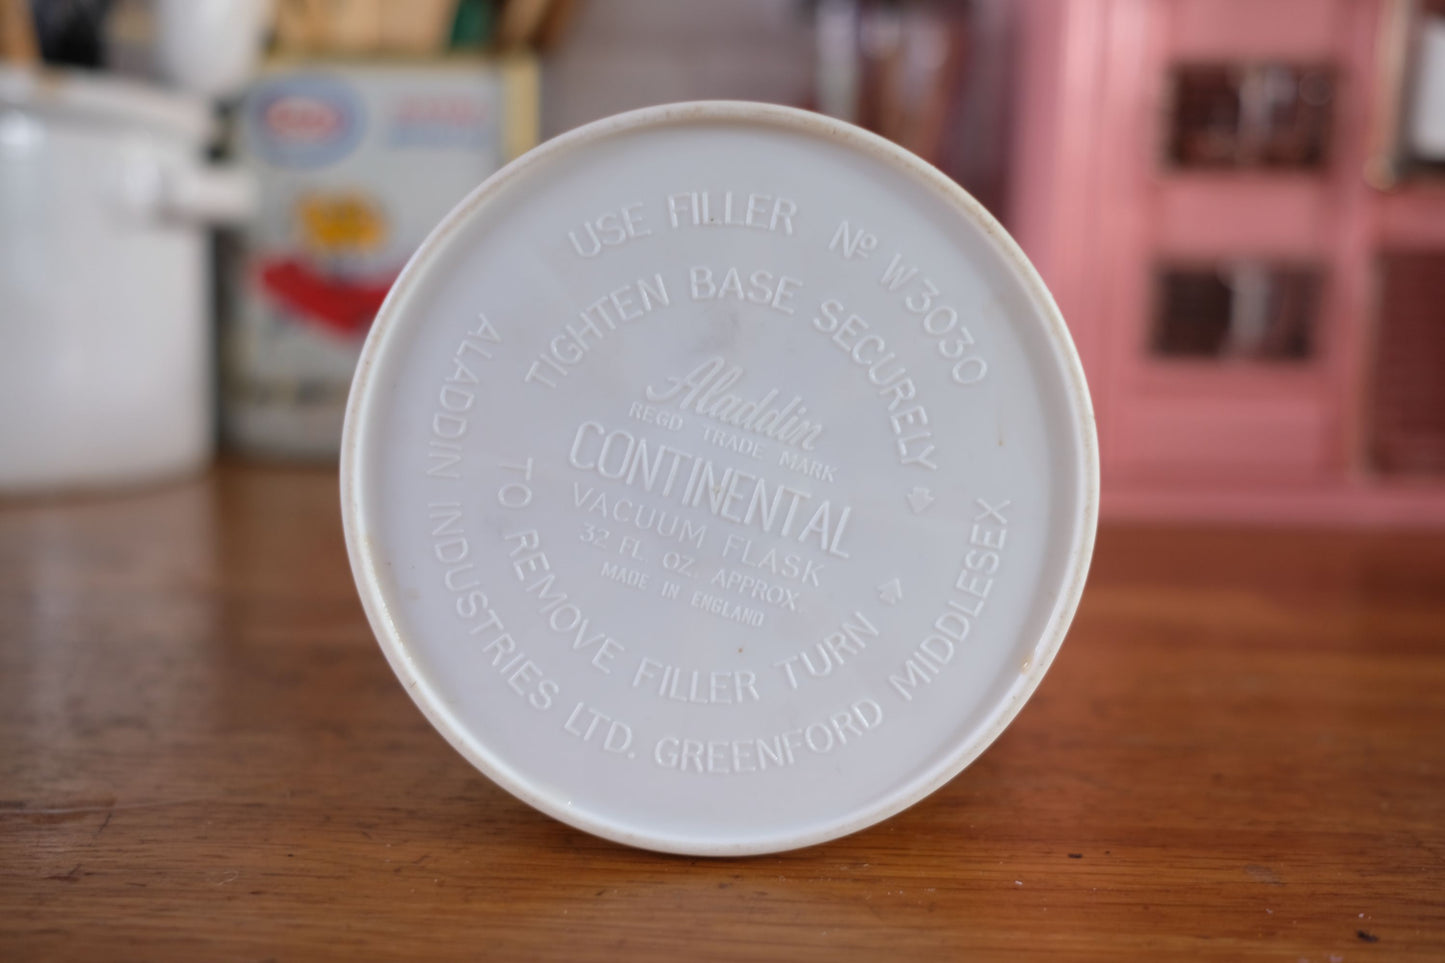 USE FILLER Nº W3030
TIGHTEN BASE SECURELY
Aladdin
REGD TRADE MARK
CONTINENTAL
VACUUM FLASK
32 FL. OZ. APPROX.
MADE IN ENGLAND
TO REMOVE FILLER TURN
ALADDIN INDUSTRIES LTD. GREENFORD MIDDLESEX